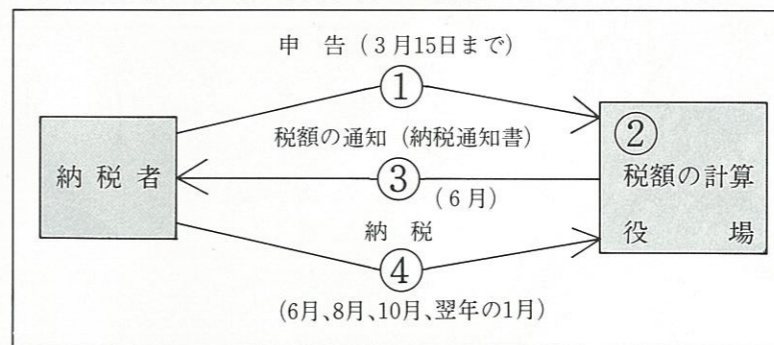 申 告 (3月15日まで)
①
税額の通知 (納税通知書)
納 税 者
③
(6月)
②
税額の計算
役 場
納 税
④
(6月、8月、10月、翌年の1月)